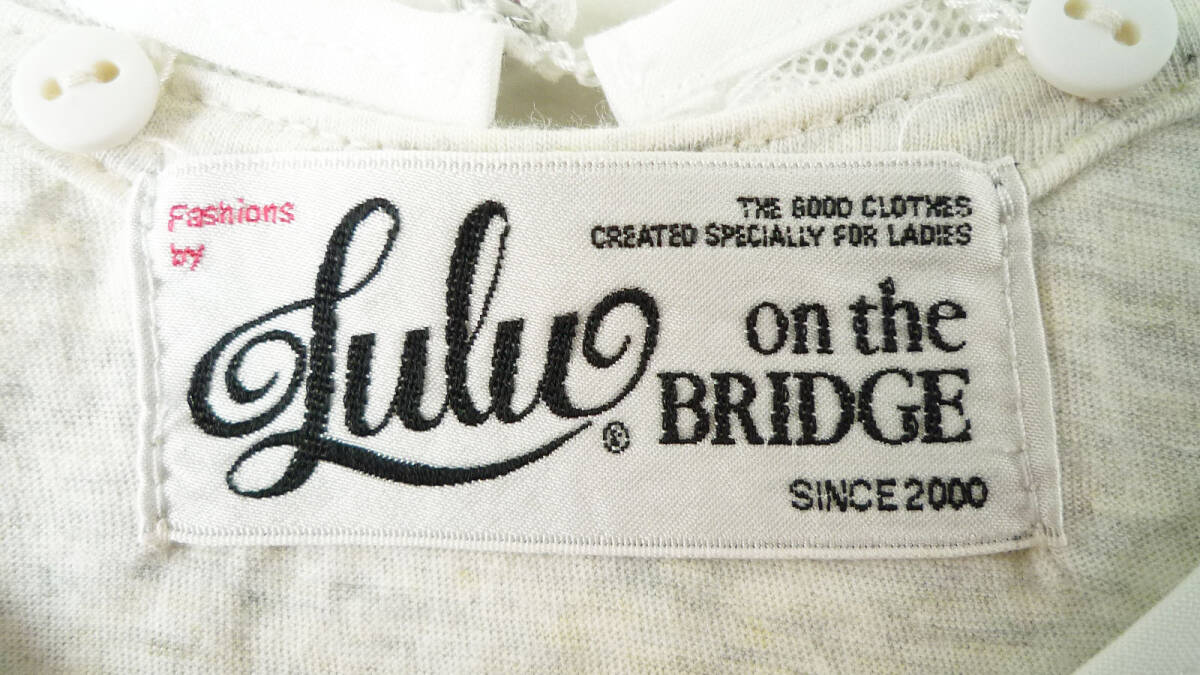 Fashions
by
Lulu®
THE GOOD CLOTHES
CREATED SPECIALLY FOR LADIES
on the
BRIDGE
SINCE 2000